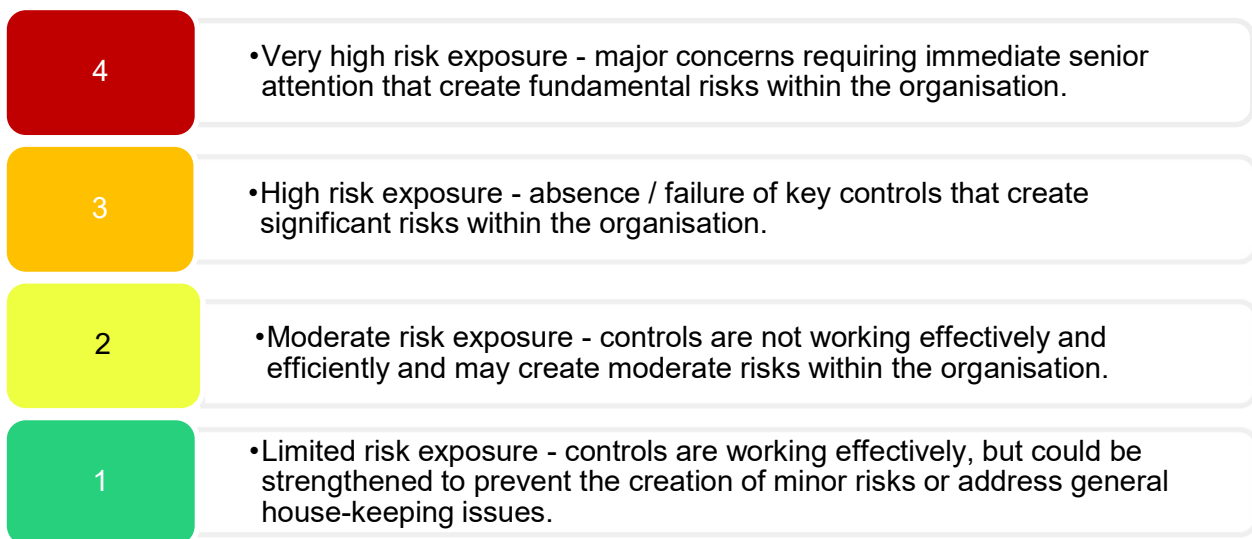 4
•Very high risk exposure - major concerns requiring immediate senior
attention that create fundamental risks within the organisation.
3
•High risk exposure - absence / failure of key controls that create
significant risks within the organisation.
2
•Moderate risk exposure - controls are not working effectively and
efficiently and may create moderate risks within the organisation.
1
•Limited risk exposure - controls are working effectively, but could be
strengthened to prevent the creation of minor risks or address general
house-keeping issues.